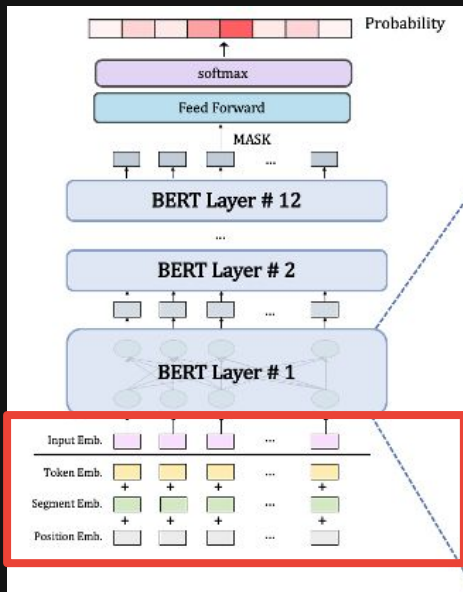 Probability
softmax
Feed Forward
MASK
...
BERT Layer # 12
...
BERT Layer # 2
...
BERT Layer # 1
Input Emb.
...
Token Emb.
...
+ + + +
Segment Emb.
...
+ + + +
Position Emb.
...